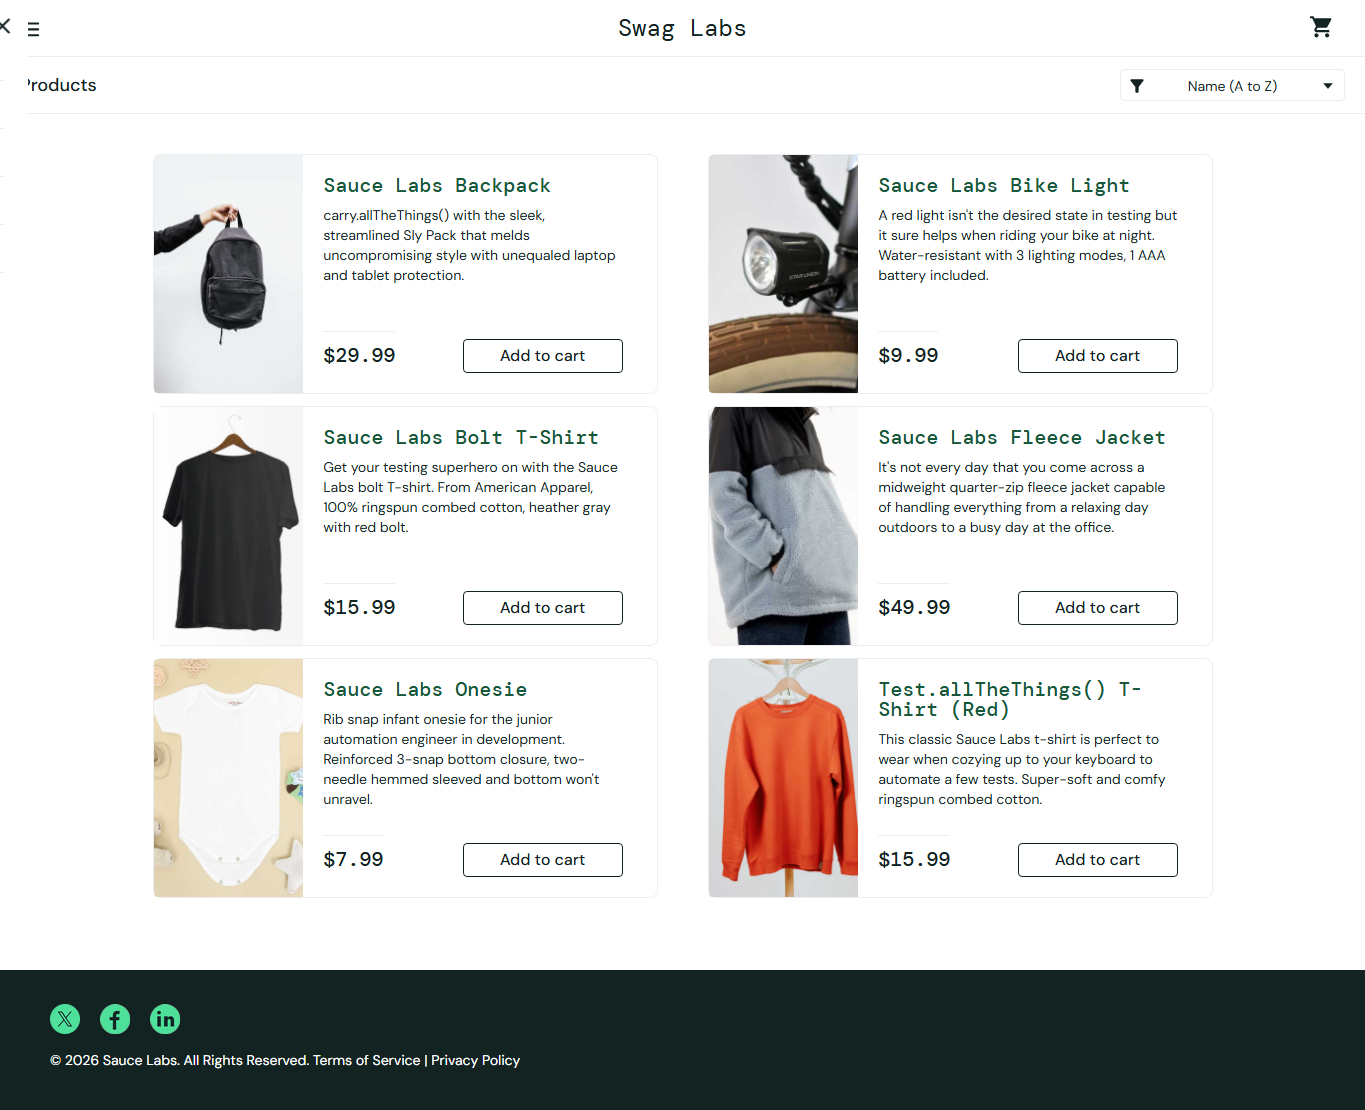 Swag Labs
Products
Name (A to Z)
Sauce Labs Backpack
carry.allTheThings() with the sleek,
streamlined Sly Pack that melds
uncompromising style with unequaled laptop
and tablet protection.
$29.99
Add to cart
Sauce Labs Bike Light
A red light isn't the desired state in testing but
it sure helps when riding your bike at night.
Water-resistant with 3 lighting modes, 1 AAA
battery included.
$9.99
Add to cart
STAR UNION
Sauce Labs Bolt T-Shirt
Get your testing superhero on with the Sauce
Labs bolt T-shirt. From American Apparel,
100% ringspun combed cotton, heather gray
with red bolt.
$15.99
Add to cart
Sauce Labs Fleece Jacket
It's not every day that you come across a
midweight quarter-zip fleece jacket capable
of handling everything from a relaxing day
outdoors to a busy day at the office.
$49.99
Add to cart
Sauce Labs Onesie
Rib snap infant onesie for the junior
automation engineer in development.
Reinforced 3-snap bottom closure, two-
needle hemmed sleeved and bottom won't
unravel.
$7.99
Add to cart
Test.allTheThings() T-
Shirt (Red)
This classic Sauce Labs t-shirt is perfect to
wear when cozying up to your keyboard to
automate a few tests. Super-soft and comfy
ringspun combed cotton.
$15.99
Add to cart
© 2026 Sauce Labs. All Rights Reserved. Terms of Service | Privacy Policy